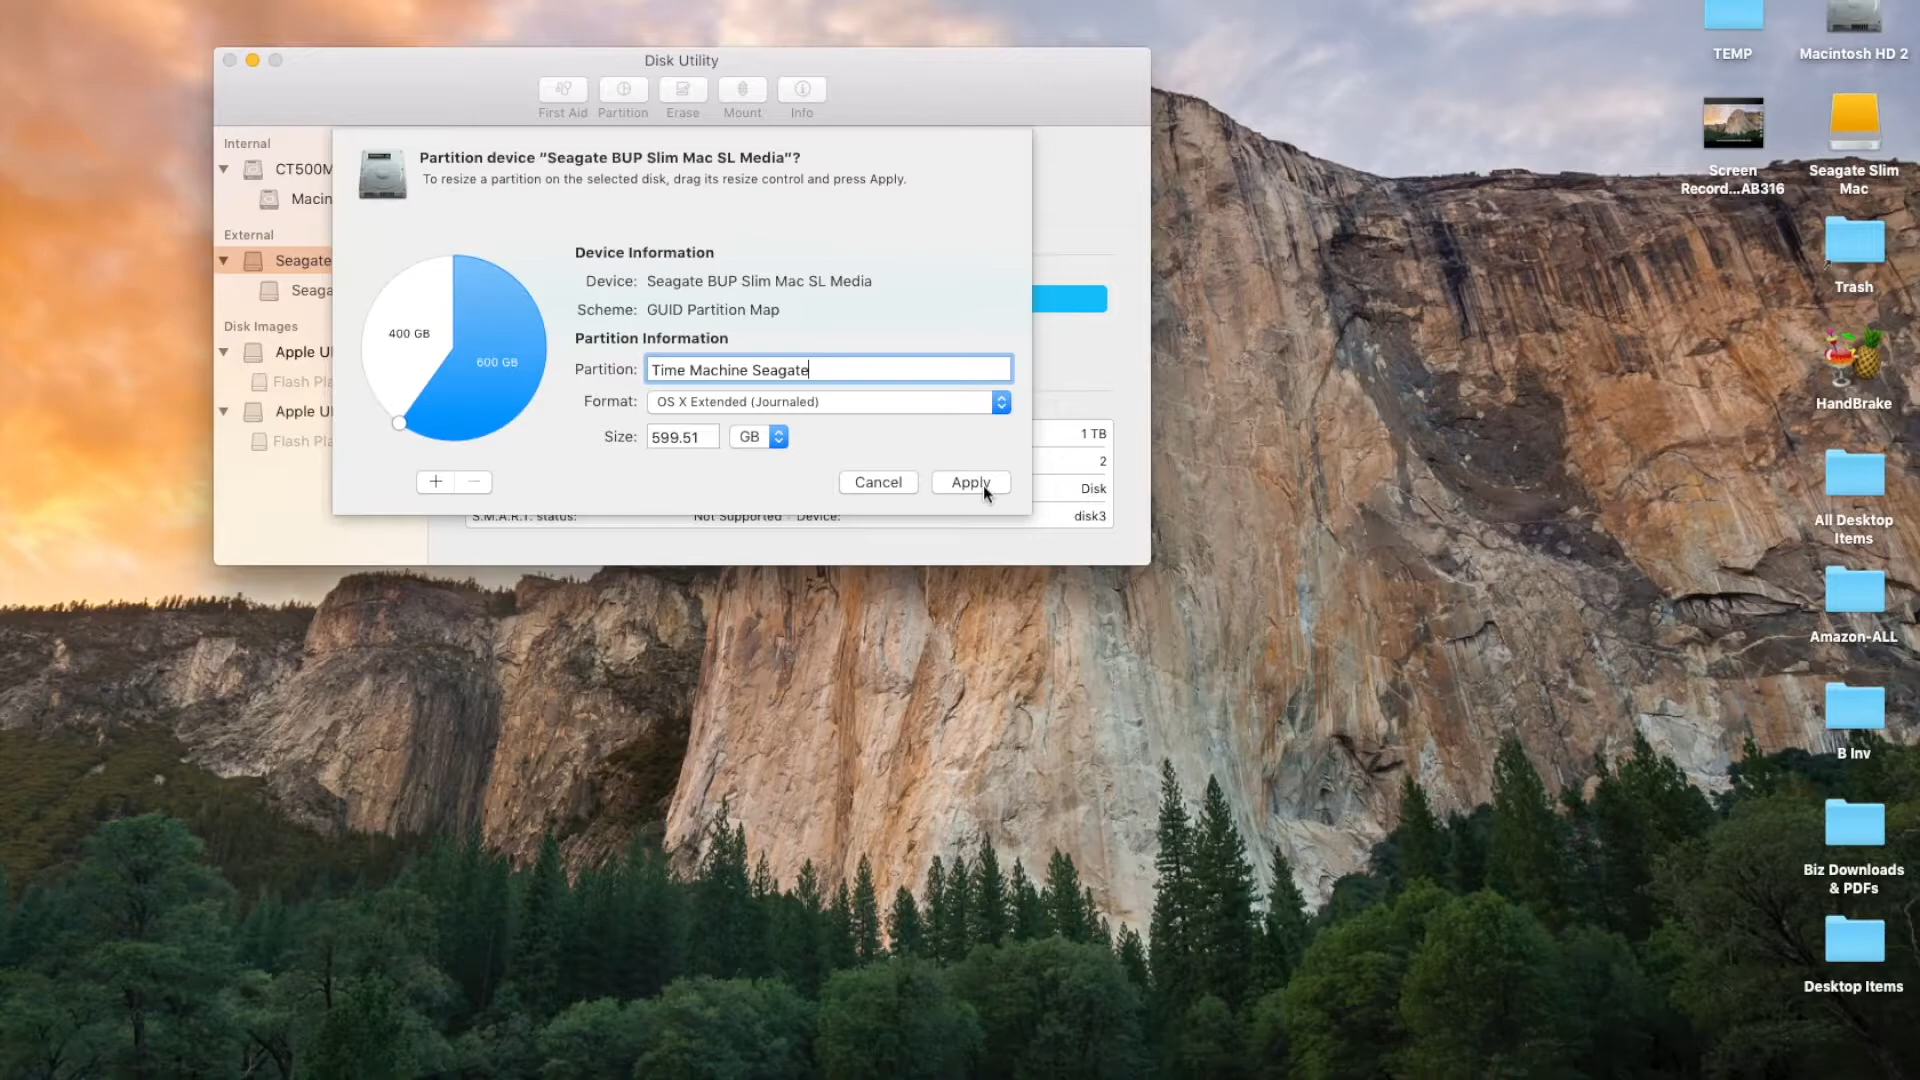 Disk Utility
First Aid
Partition
Erase
Mount
Info
Internal
CT500M
Macin
External
Seagate
Seaga
Disk Images
Apple UI
Flash Pla
Apple UI
Flash Pla
Partition device "Seagate BUP Slim Mac SL Media"?
To resize a partition on the selected disk, drag its resize control and press Apply.
400 GB
600 GB
Device Information
Device: Seagate BUP Slim Mac SL Media
Scheme: GUID Partition Map
Partition Information
Partition: Time Machine Seagate
Format: OS X Extended (Journaled)
Size: 599.51 GB
+ −
Cancel
Apply
1 TB
2
Disk
S.M.A.R.T. status: Not Supported Device: disk3
TEMP
Macintosh HD 2
Screen
Record...AB316
Seagate Slim
Mac
Trash
HandBrake
All Desktop
Items
Amazon-ALL
B Inv
Biz Downloads
& PDFs
Desktop Items